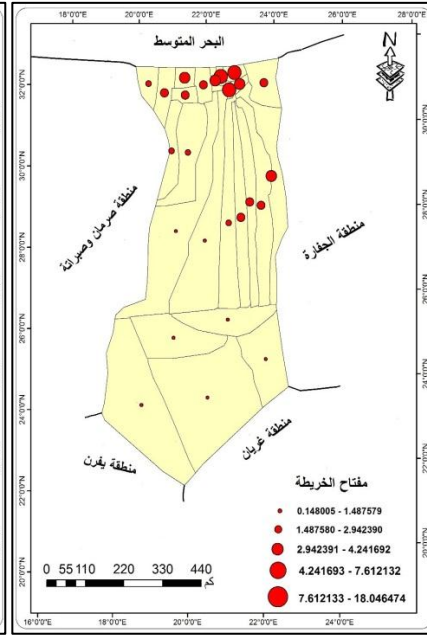 16°0'0"E 18°0'0"E 20°0'0"E 22°0'0"E 24°0'0"E 26°0'0"E 28°0'0"E
البحر المتوسط
N
32°0'0"N
30°0'0"N
28°0'0"N
26°0'0"N
24°0'0"N
22°0'0"N
20°0'0"N
منطقة صرمان وصبراتة
منطقة الجفارة
منطقة غريان
منطقة يفرن
مفتاح الخريطة
0.148005 - 1.487579
1.487580 - 2.942390
2.942391 - 4.241692
4.241693 - 7.612132
7.612133 - 18.046474
0 55 110 220 330 440
كم
16°0'0"E 18°0'0"E 20°0'0"E 22°0'0"E 24°0'0"E